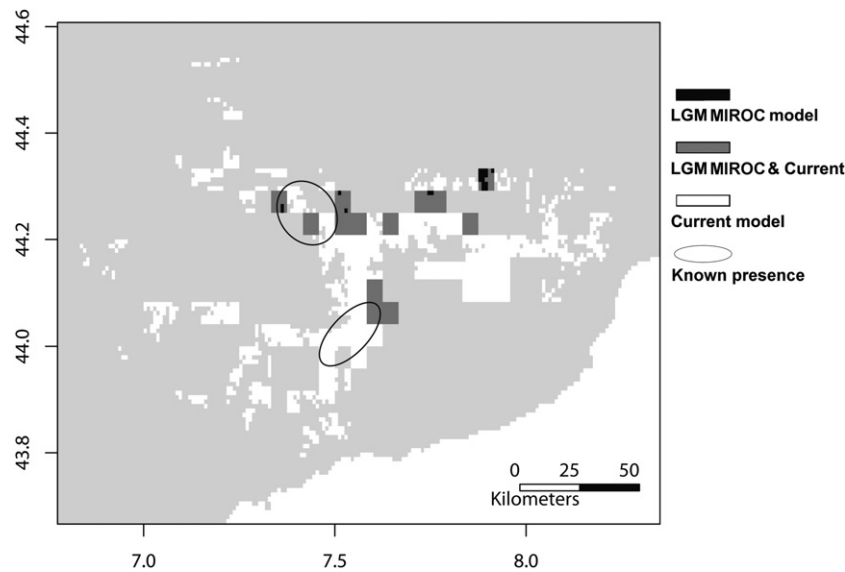 44.6
44.4
44.2
44.0
43.8
7.0 7.5 8.0
0 25 50
Kilometers
LGM MIROC model
LGM MIROC & Current
Current model
Known presence